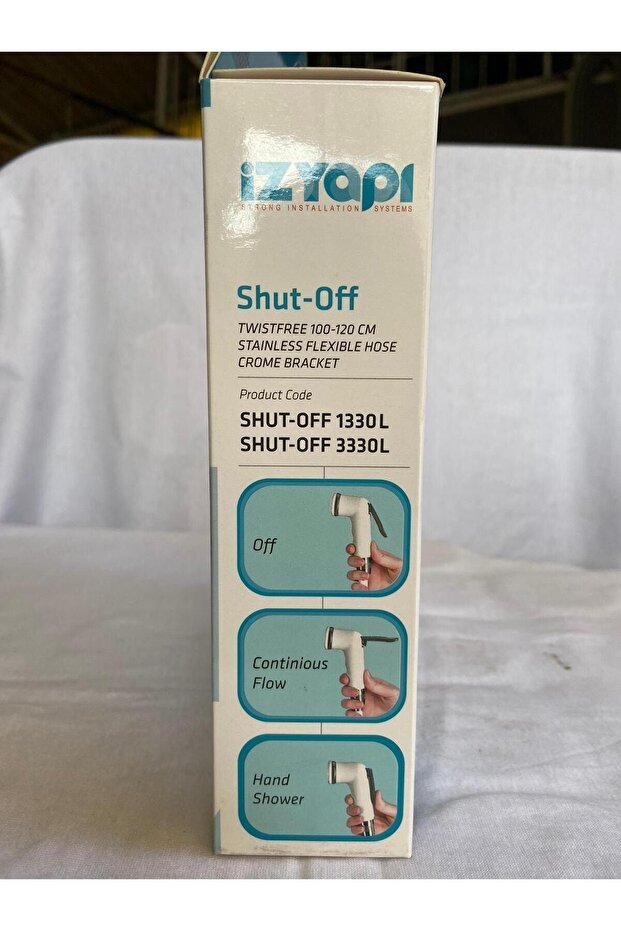 izYapı
STRONG INSTALLATION SYSTEMS
Shut-Off
TWISTFREE 100-120 CM
STAINLESS FLEXIBLE HOSE
CROME BRACKET
Product Code
SHUT-OFF 1330L
SHUT-OFF 3330L
Off
Continious
Flow
Hand
Shower